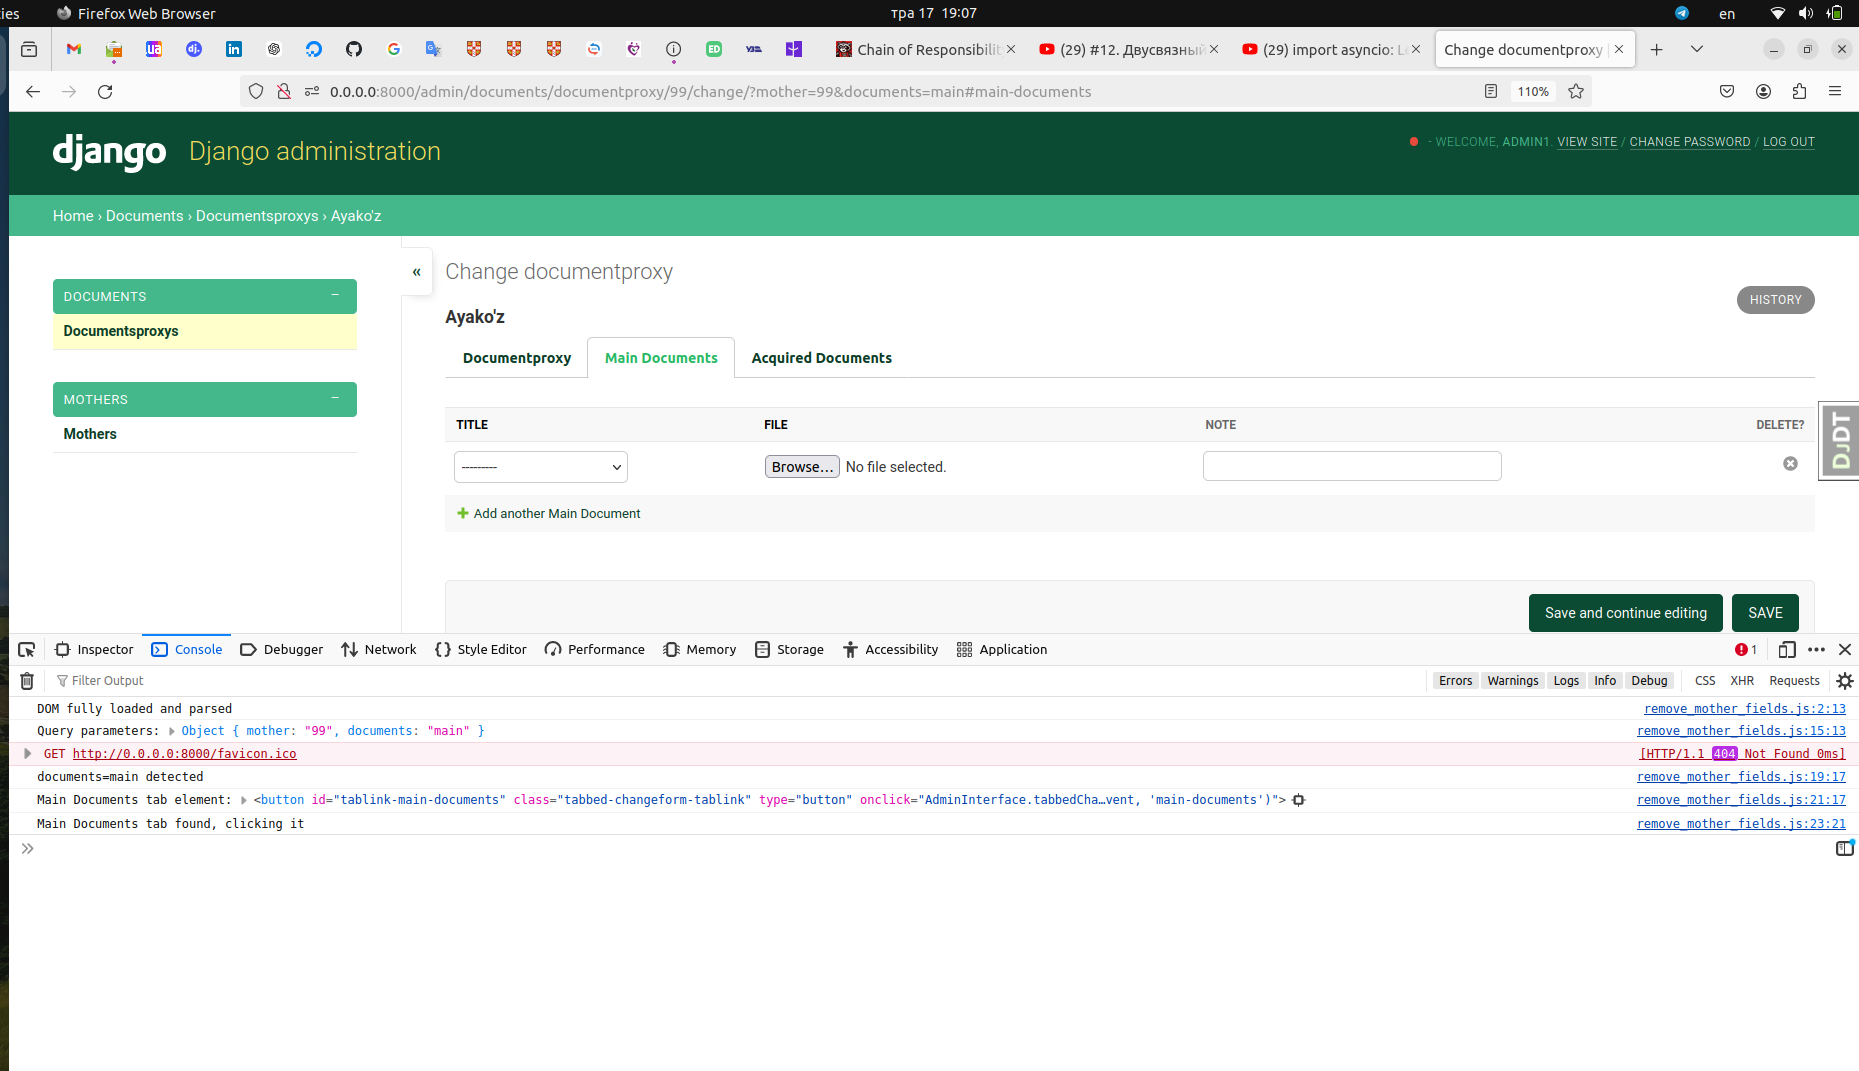 ies Firefox Web Browser тра 17 19:07 en
Chain of Responsibilit (29) #12. Двусвязный (29) import asyncio: Le Change documentproxy
0.0.0.0:8000/admin/documents/documentproxy/99/change/?mother=99&documents=main#main-documents 110%
django Django administration - WELCOME, ADMIN1. VIEW SITE / CHANGE PASSWORD / LOG OUT
Home › Documents › Documentsproxys › Ayako'z
«
Change documentproxy
DOCUMENTS –
HISTORY
Ayako'z
Documentsproxys
Documentproxy Main Documents Acquired Documents
MOTHERS –
Mothers
TITLE FILE NOTE DELETE?
--------- Browse... No file selected.
DJDT
Add another Main Document
Save and continue editing SAVE
Inspector Console Debugger Network Style Editor Performance Memory Storage Accessibility Application 1
Filter Output Errors Warnings Logs Info Debug CSS XHR Requests
DOM fully loaded and parsed remove_mother_fields.js:2:13
Query parameters: Object { mother: "99", documents: "main" } remove_mother_fields.js:15:13
GET http://0.0.0.0:8000/favicon.ico [HTTP/1.1 404 Not Found 0ms]
documents=main detected remove_mother_fields.js:19:17
Main Documents tab element: <button id="tablink-main-documents" class="tabbed-changeform-tablink" type="button" onclick="AdminInterface.tabbedCha…vent, 'main-documents')"> remove_mother_fields.js:21:17
Main Documents tab found, clicking it remove_mother_fields.js:23:21